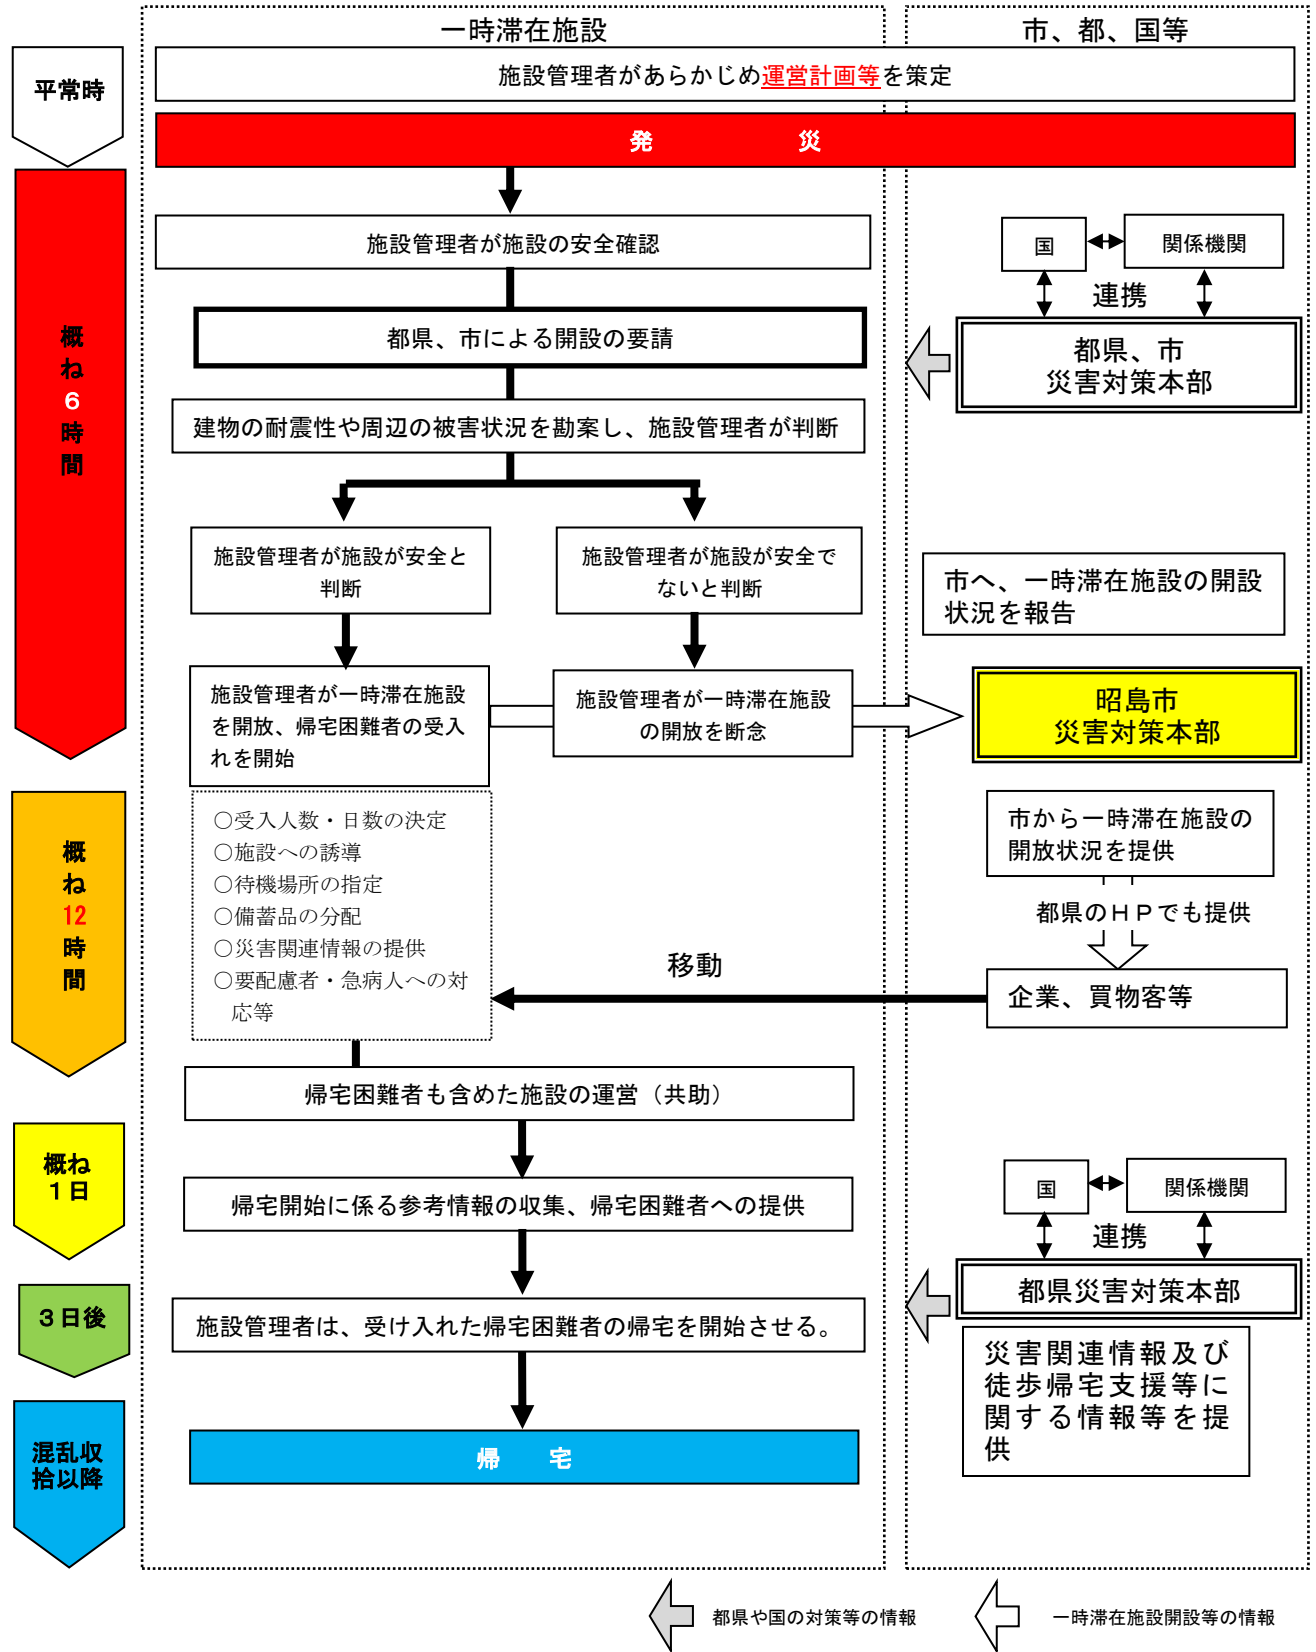 一時滞在施設
市、都、国等
平常時
施設管理者があらかじめ運営計画等を策定
発　　　災
概ね６時間
施設管理者が施設の安全確認
国
関係機関
連携
都県、市による開設の要請
都県、市
災害対策本部
建物の耐震性や周辺の被害状況を勘案し、施設管理者が判断
施設管理者が施設が安全と
判断
施設管理者が施設が安全で
ないと判断
市へ、一時滞在施設の開設
状況を報告
施設管理者が一時滞在施設
を開放、帰宅困難者の受入
れを開始
施設管理者が一時滞在施設
の開放を断念
昭島市
災害対策本部
概ね12時間
〇受入人数・日数の決定
〇施設への誘導
〇待機場所の指定
〇備蓄品の分配
〇災害関連情報の提供
〇要配慮者・急病人への対
応等
市から一時滞在施設の
開放状況を提供
都県のＨＰでも提供
移動
企業、買物客等
帰宅困難者も含めた施設の運営（共助）
概ね
１日
帰宅開始に係る参考情報の収集、帰宅困難者への提供
国
関係機関
連携
都県災害対策本部
３日後
施設管理者は、受け入れた帰宅困難者の帰宅を開始させる。
災害関連情報及び
徒歩帰宅支援等に
関する情報等を提
供
混乱収
拾以降
帰　宅
都県や国の対策等の情報
一時滞在施設開設等の情報